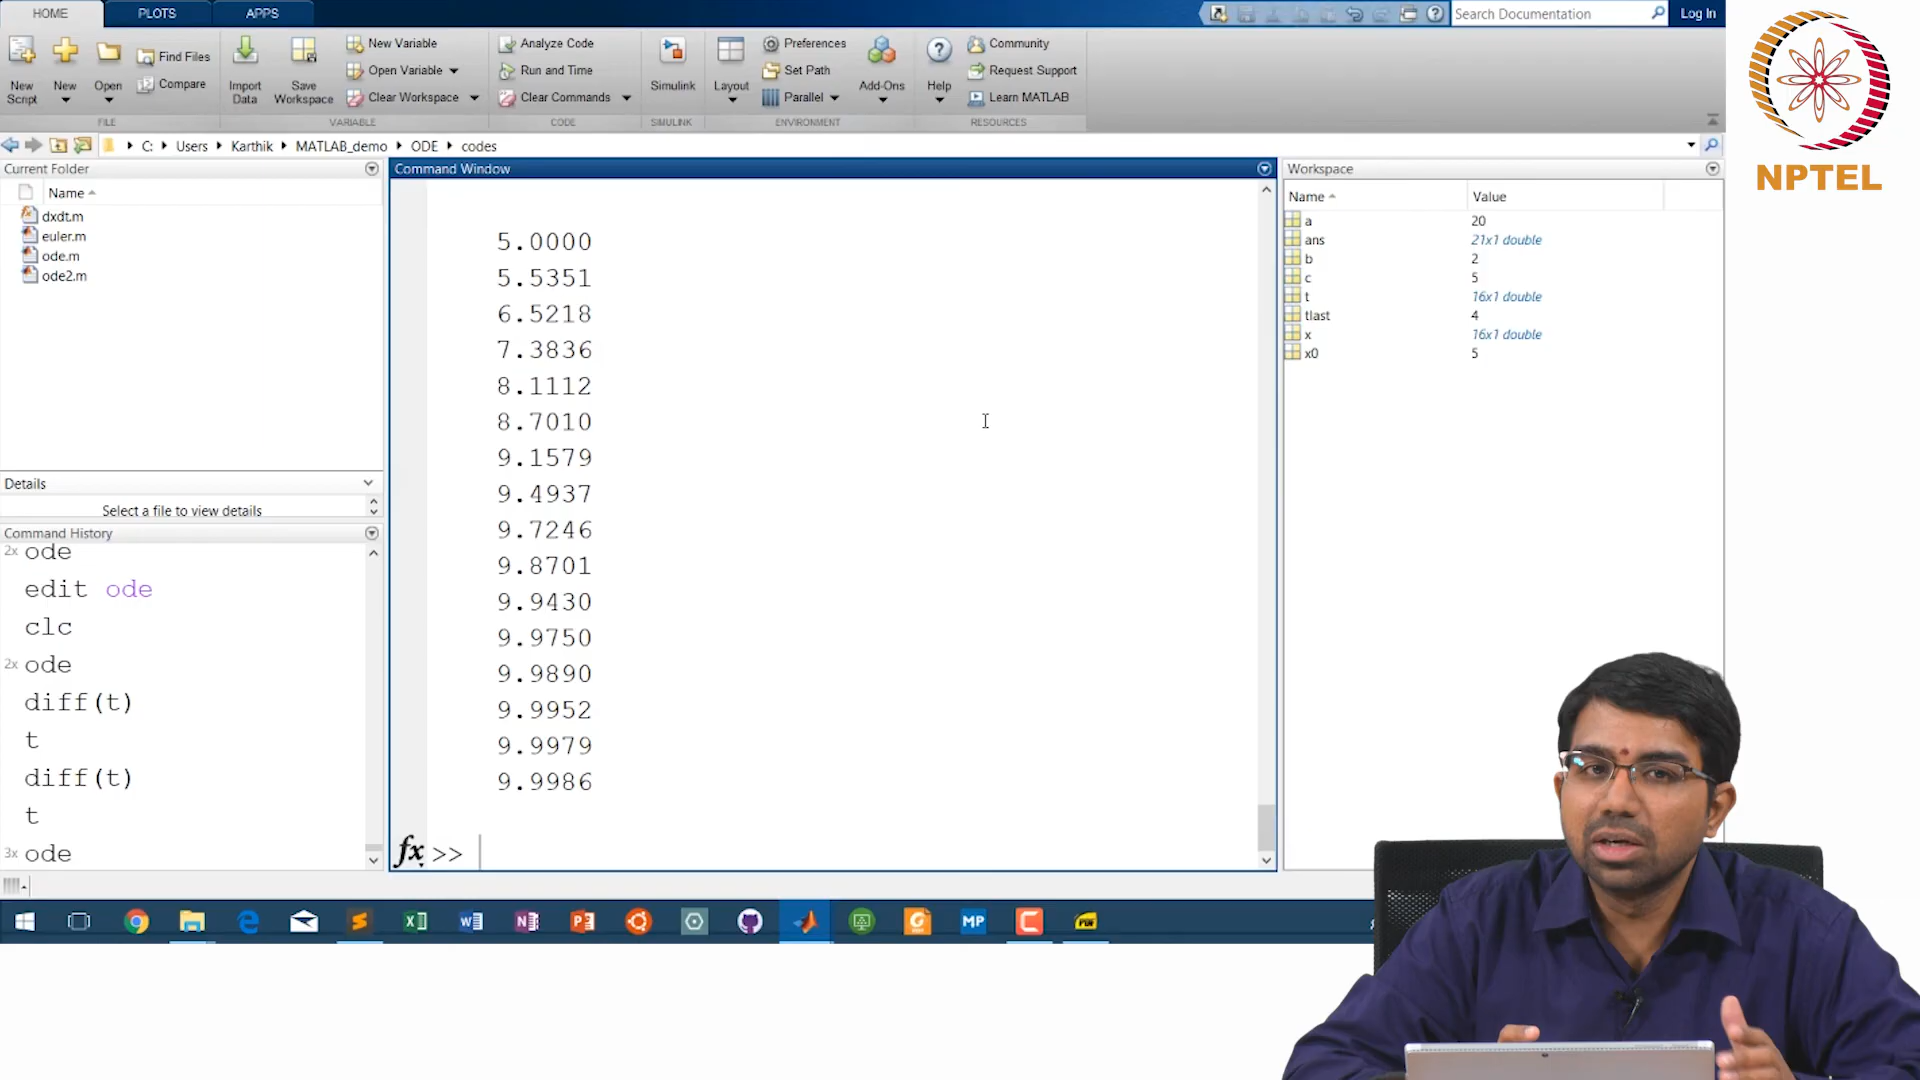 HOME PLOTS APPS
Search Documentation Log In
New Script
New
Open
Find Files
Compare
FILE
Import Data
Save Workspace
New Variable
Open Variable
Clear Workspace
VARIABLE
Analyze Code
Run and Time
Clear Commands
CODE
Simulink
SIMULINK
Layout
Preferences
Set Path
Parallel
ENVIRONMENT
Add-Ons
Help
Community
Request Support
Learn MATLAB
RESOURCES
NPTEL
C: Users Karthik MATLAB_demo ODE codes
Current Folder
Name
dxdt.m
euler.m
ode.m
ode2.m
Details
Select a file to view details
Command History
2x ode
edit ode
clc
2x ode
diff(t)
t
diff(t)
t
3x ode
Command Window
5.0000
5.5351
6.5218
7.3836
8.1112
8.7010
9.1579
9.4937
9.7246
9.8701
9.9430
9.9750
9.9890
9.9952
9.9979
9.9986
fx >>
Workspace
Name Value
a 20
ans 21x1 double
b 2
c 5
t 16x1 double
tlast 4
x 16x1 double
x0 5
MP
PDF